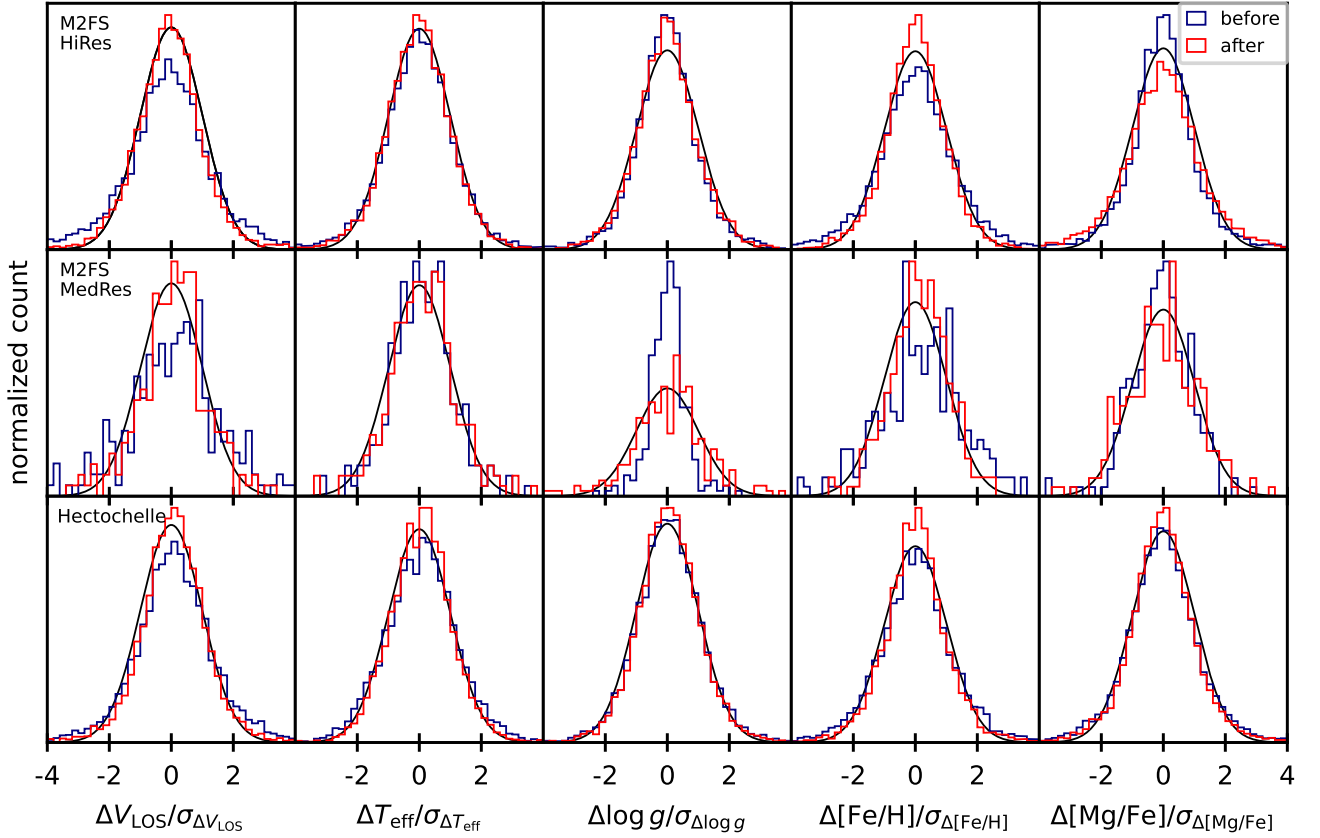 M2FS
HiRes
before
after
M2FS
MedRes
normalized count
Hectochelle
-4 -2 0 2 -2 0 2 -2 0 2 -2 0 2 -2 0 2 4
ΔV_LOS/σ_ΔV_LOS ΔT_eff/σ_ΔT_eff Δlog g/σ_Δlog g Δ[Fe/H]/σ_Δ[Fe/H] Δ[Mg/Fe]/σ_Δ[Mg/Fe]